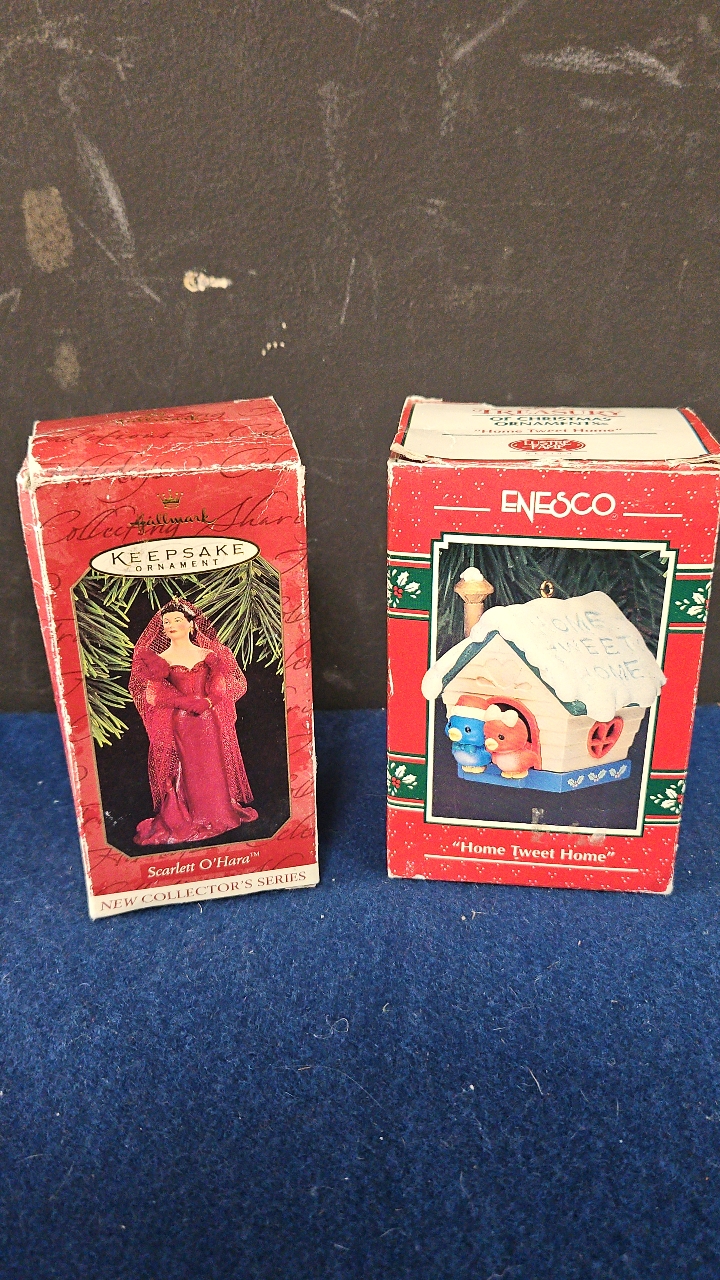 Hallmark
KEEPSAKE
ORNAMENT
Scarlett O'Hara™
NEW COLLECTOR'S SERIES
TREASURY
OF CHRISTMAS
ORNAMENTS®
"Home Tweet Home"
ENESCO
HOME
TWEET
HOME
"Home Tweet Home"